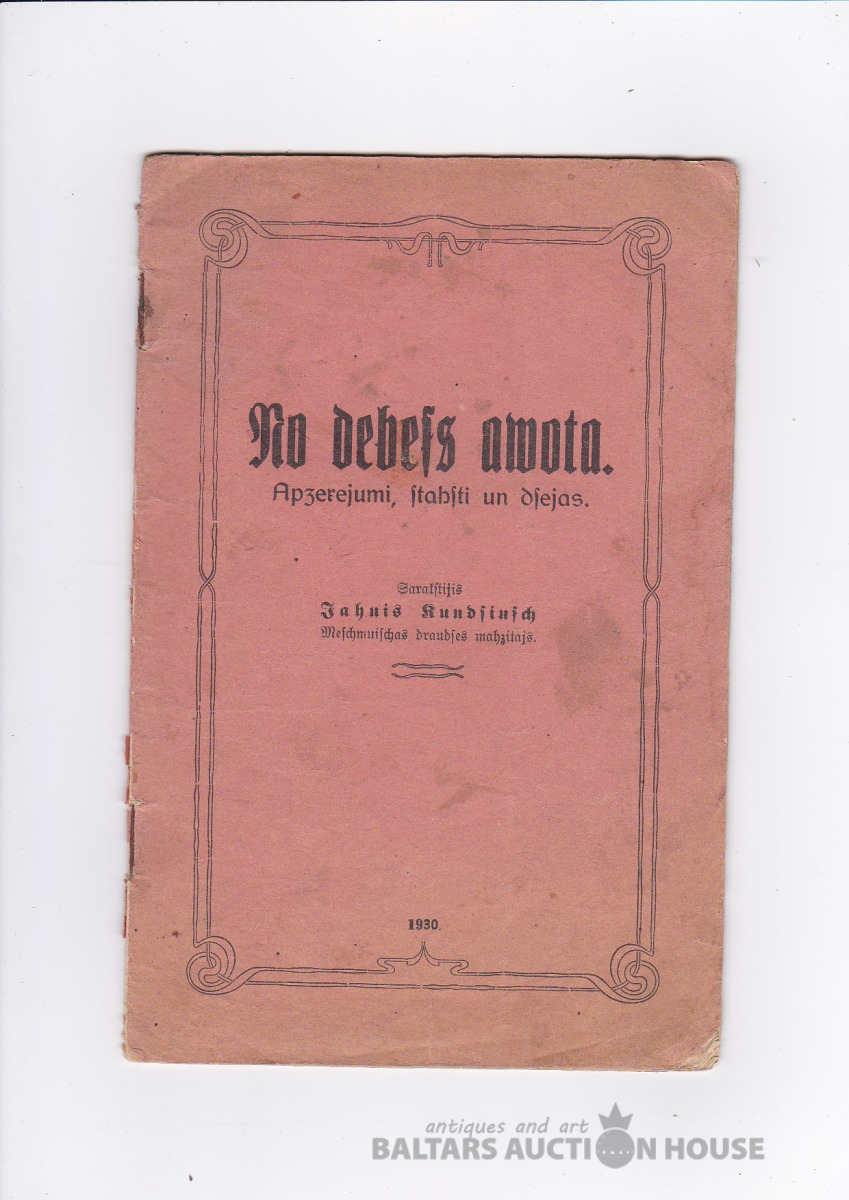 No debeſs awota.
Apzerejumi, ſtahſti un dſejas.
Sarakſtijis
Jahnis Kundſinſch
Meſchmuiſchas draudſes mahzitajs.
1930.
antiques and art
BALTARS AUCTION HOUSE